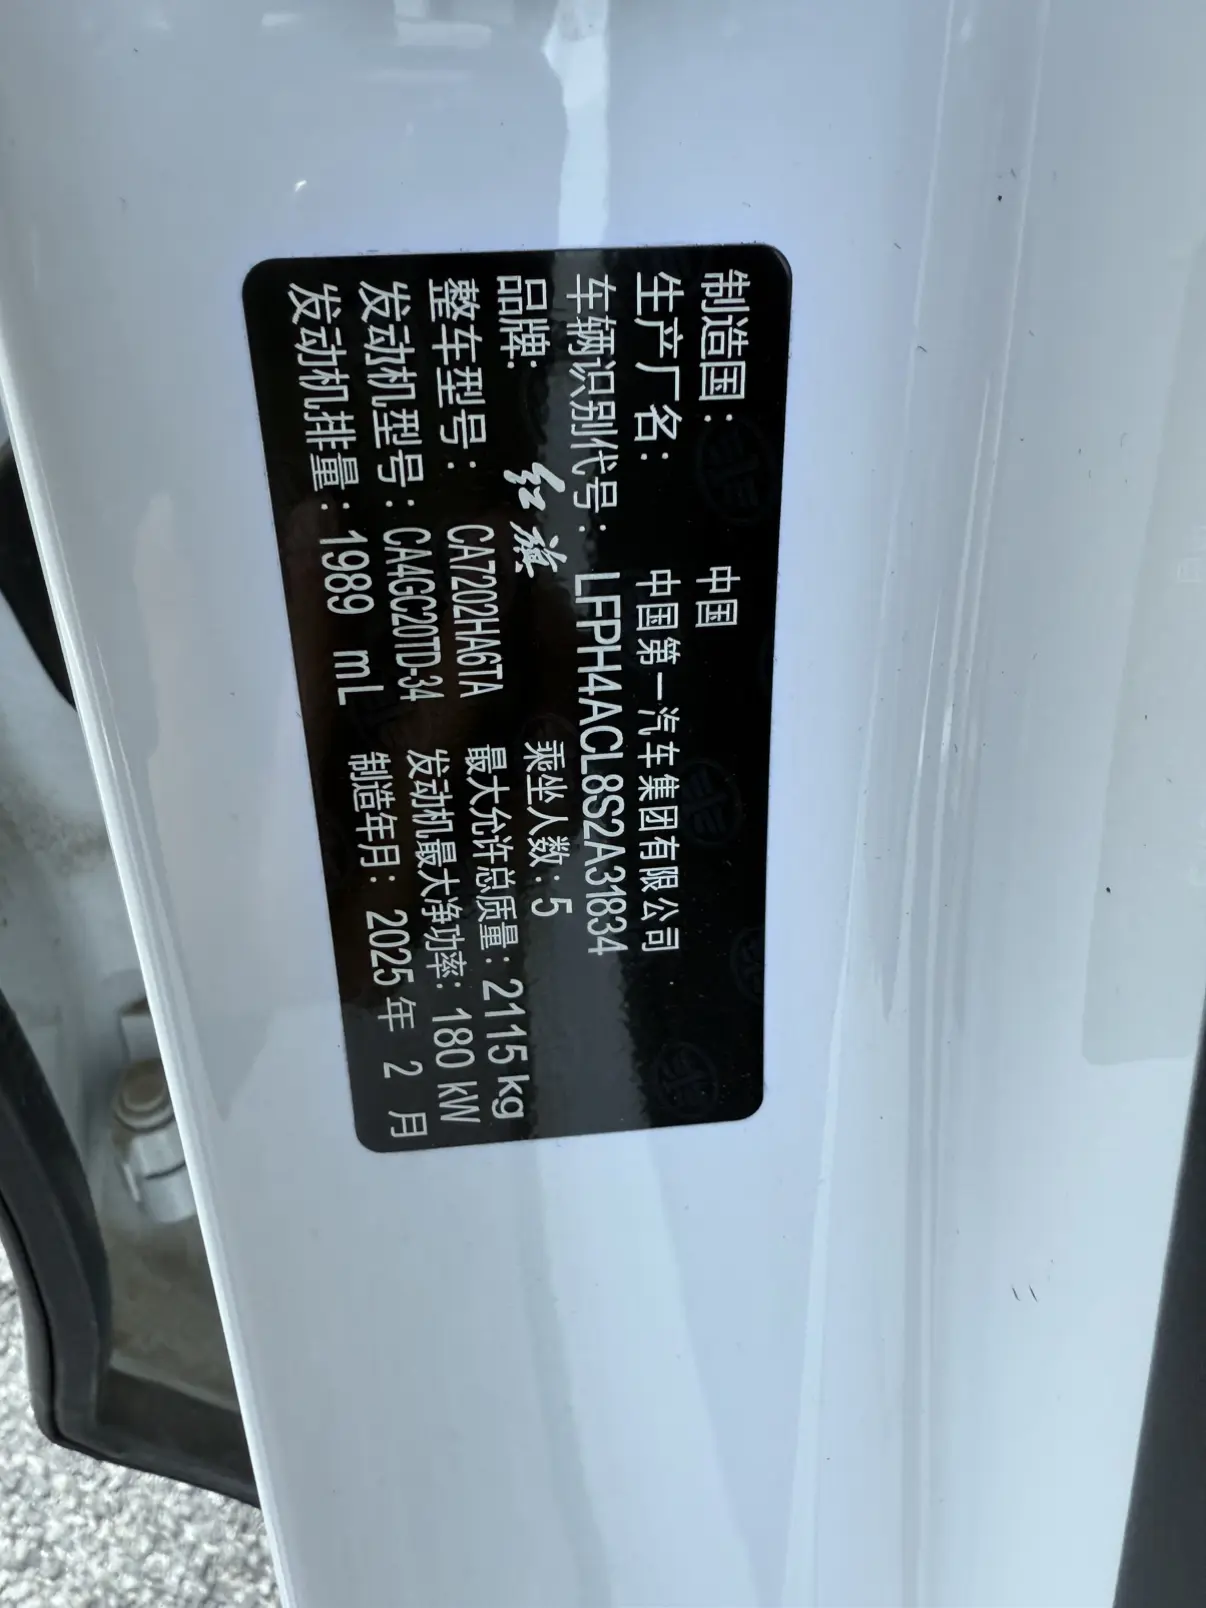 制造国： 中国
生产厂名： 中国第一汽车集团有限公司
车辆识别代号： LFPH4ACL8S2A31834
品牌： 红旗 乘坐人数：5
整车型号： CA7202HA6TA 最大允许总质量：2115 kg
发动机型号：CA4GC20TD-34 发动机最大净功率：180 kW
发动机排量：1989 mL 制造年月：2025 年 2 月